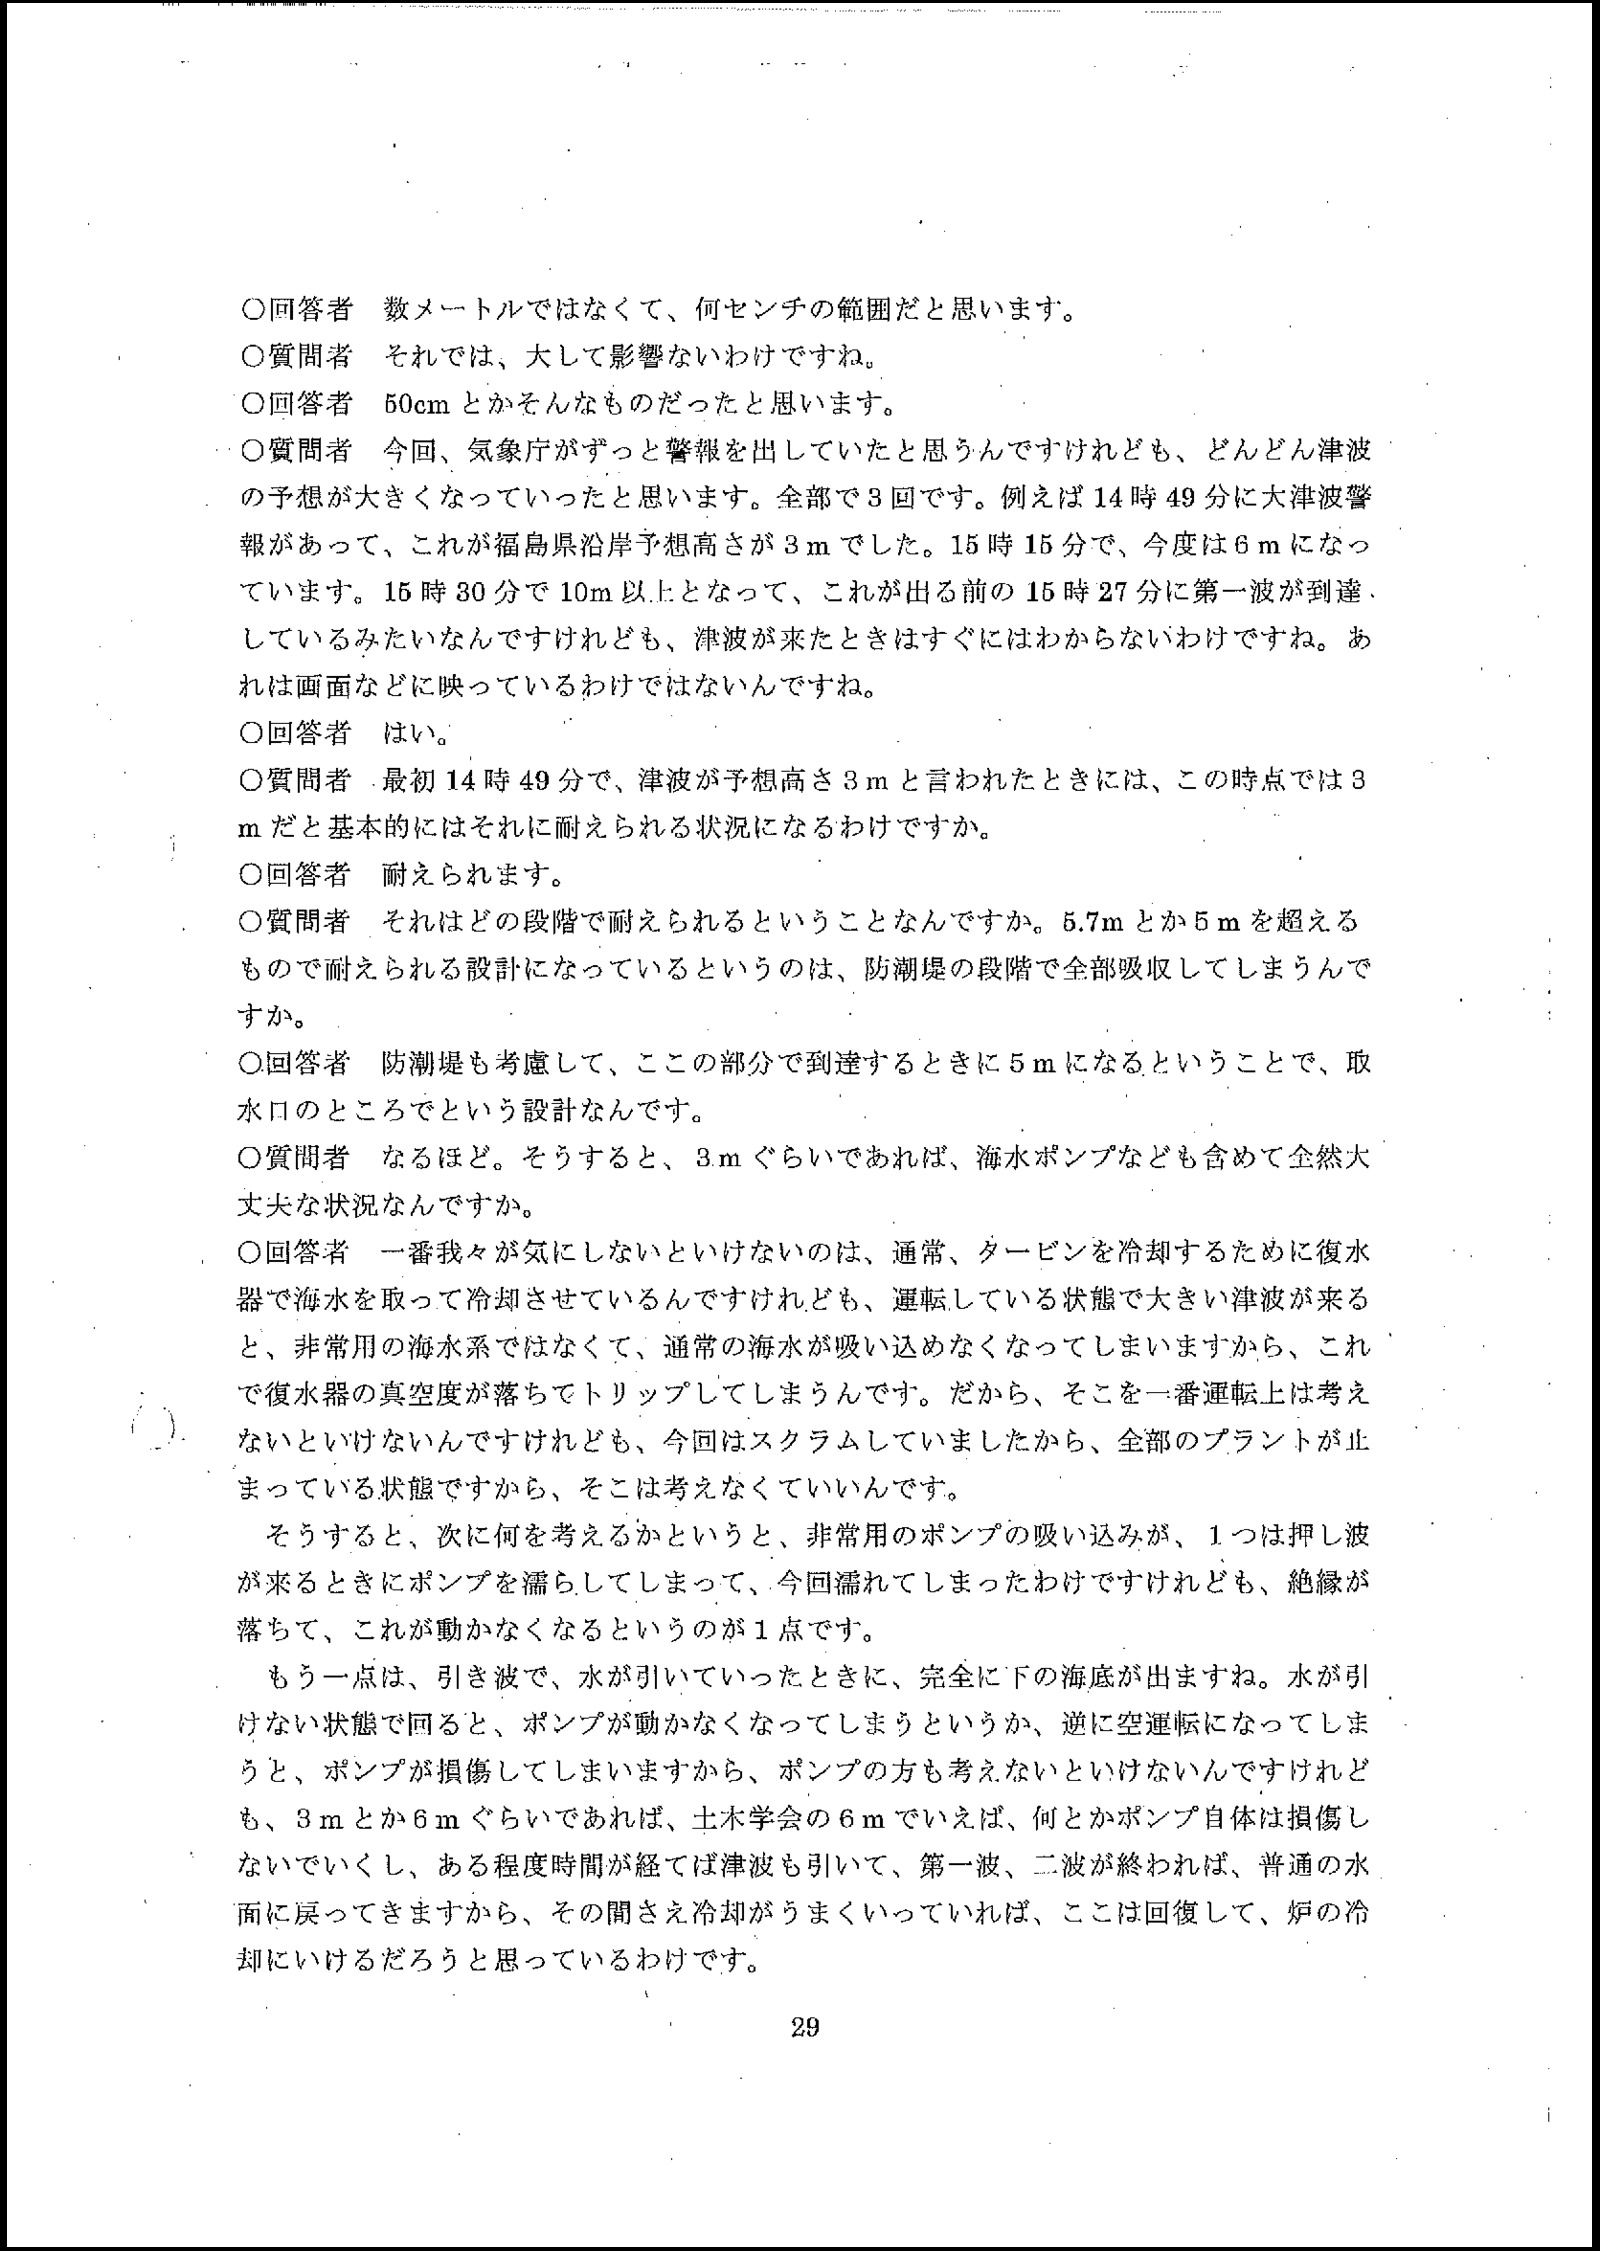 ○回答者　数メートルではなくて、何センチの範囲だと思います。
○質問者　それでは、大して影響ないわけですね。
○回答者　50cm とかそんなものだったと思います。
○質問者　今回、気象庁がずっと警報を出していたと思うんですけれども、どんどん津波
の予想が大きくなっていったと思います。全部で３回です。例えば 14 時 49 分に大津波警
報があって、これが福島県沿岸予想高さが３ｍでした。15 時 15 分で、今度は６ｍになっ
ています。15 時 30 分で 10m 以上となって、これが出る前の 15 時 27 分に第一波が到達
しているみたいなんですけれども、津波が来たときはすぐにはわからないわけですね。あ
れは画面などに映っているわけではないんですね。
○回答者　はい。
○質問者　最初 14 時 49 分で、津波が予想高さ３ｍと言われたときには、この時点では３
ｍだと基本的にはそれに耐えられる状況になるわけですか。
○回答者　耐えられます。
○質問者　それはどの段階で耐えられるということなんですか。5.7m とか５ｍを超える
もので耐えられる設計になっているというのは、防潮堤の段階で全部吸収してしまうんで
すか。
○回答者　防潮堤も考慮して、ここの部分で到達するときに５ｍになるということで、取
水口のところでという設計なんです。
○質問者　なるほど。そうすると、３ｍぐらいであれば、海水ポンプなども含めて全然大
丈夫な状況なんですか。
○回答者　一番我々が気にしないといけないのは、通常、タービンを冷却するために復水
器で海水を取って冷却させているんですけれども、運転している状態で大きい津波が来る
と、非常用の海水系ではなくて、通常の海水が吸い込めなくなってしまいますから、これ
で復水器の真空度が落ちてトリップしてしまうんです。だから、そこを一番運転上は考え
ないといけないんですけれども、今回はスクラムしていましたから、全部のプラントが止
まっている状態ですから、そこは考えなくていいんです。
　そうすると、次に何を考えるかというと、非常用のポンプの吸い込みが、１つは押し波
が来るときにポンプを濡らしてしまって、今回濡れてしまったわけですけれども、絶縁が
落ちて、これが動かなくなるというのが１点です。
　もう一点は、引き波で、水が引いていったときに、完全に下の海底が出ますね。水が引
けない状態で回ると、ポンプが動かなくなってしまうというか、逆に空運転になってしま
うと、ポンプが損傷してしまいますから、ポンプの方も考えないといけないんですけれど
も、３ｍとか６ｍぐらいであれば、土木学会の６ｍでいえば、何とかポンプ自体は損傷し
ないでいくし、ある程度時間が経てば津波も引いて、第一波、二波が終われば、普通の水
面に戻ってきますから、その間さえ冷却がうまくいっていれば、ここは回復して、炉の冷
却にいけるだろうと思っているわけです。
29